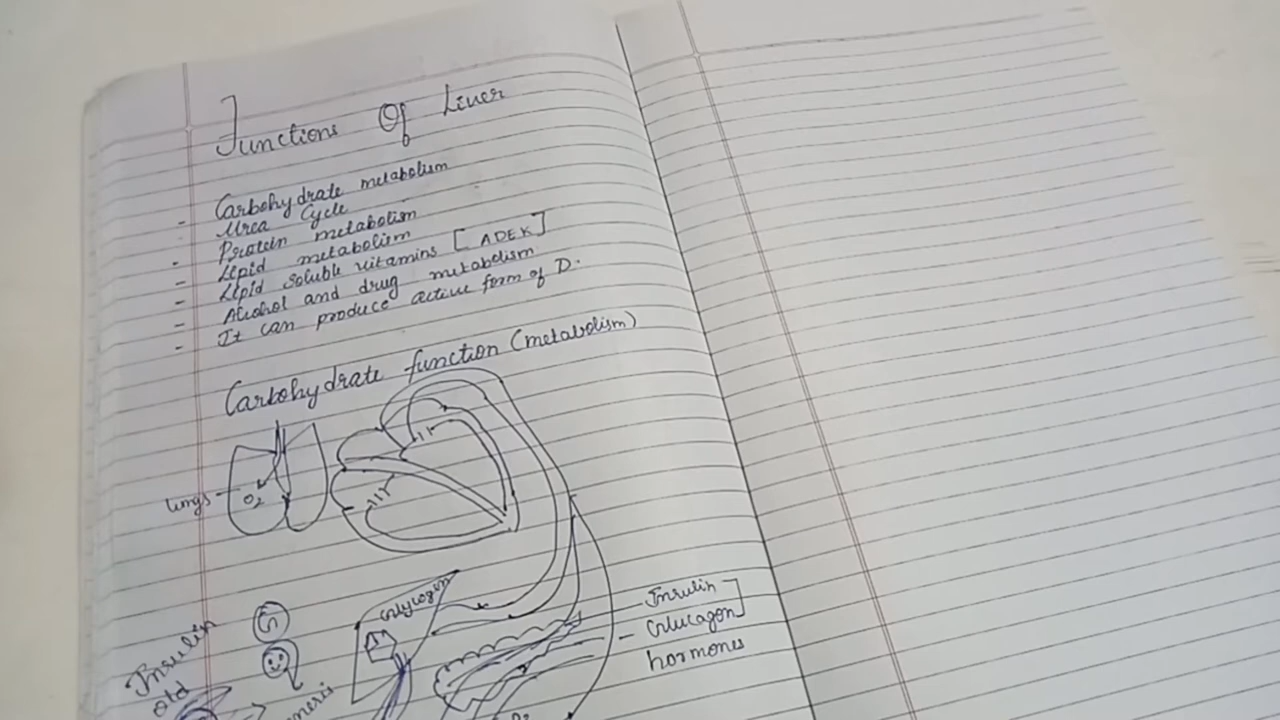 Functions Of Liver
- Carbohydrate metabolism
Urea Cycle
- Protein metabolism
- Lipid metabolism
- Lipid soluble vitamins [ADEK]
- Alcohol and drug metabolism
- It can produce active form of D.
Carbohydrate function (metabolism)
lungs
O2
Glycogen
G
Insulin
Glucagon
hormones
Insulin
old